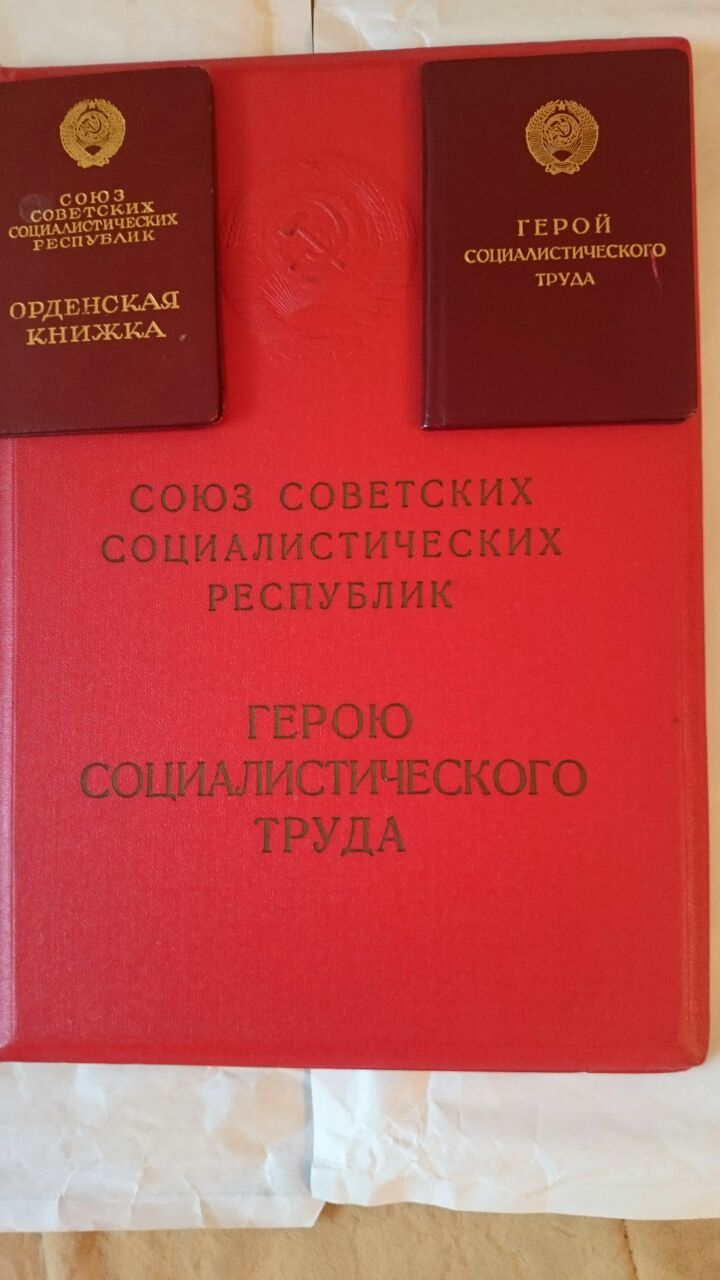 СОЮЗ
СОВЕТСКИХ
СОЦИАЛИСТИЧЕСКИХ
РЕСПУБЛИК
ОРДЕНСКАЯ
КНИЖКА
ГЕРОЙ
СОЦИАЛИСТИЧЕСКОГО
ТРУДА
СОЮЗ СОВЕТСКИХ
СОЦИАЛИСТИЧЕСКИХ
РЕСПУБЛИК
ГЕРОЮ
СОЦИАЛИСТИЧЕСКОГО
ТРУДА